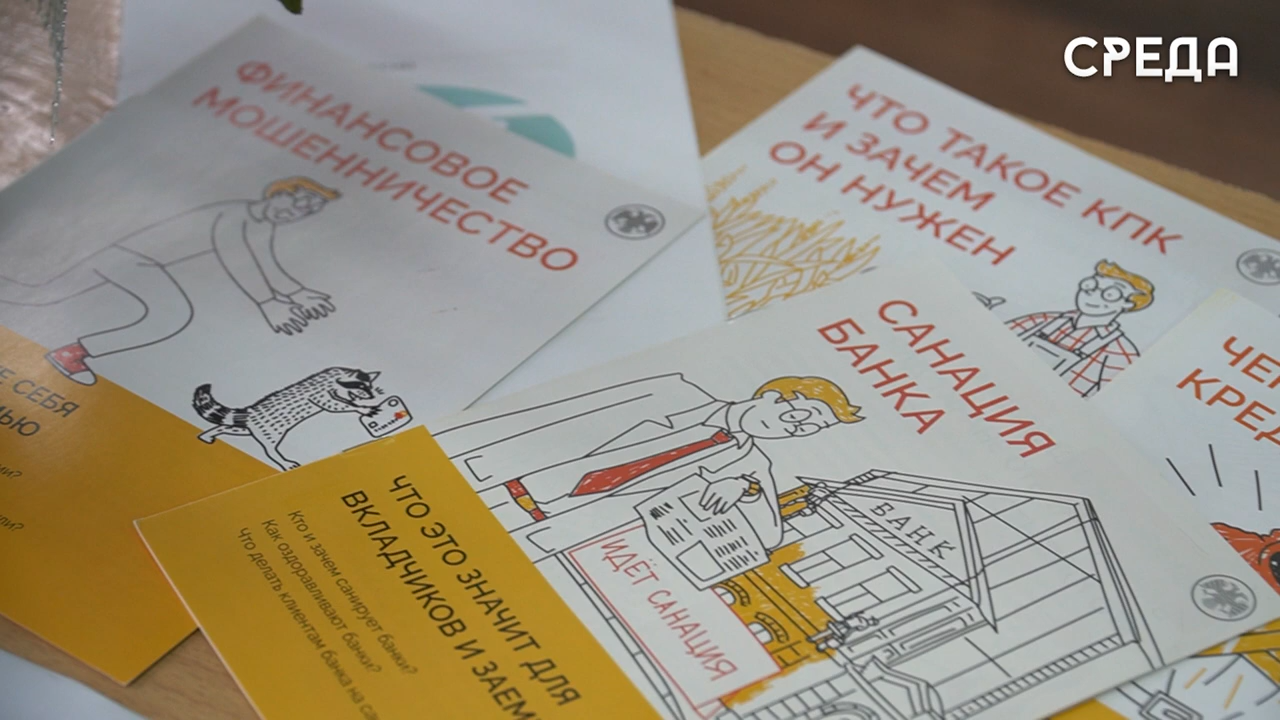 СРЕДА
ФИНАНСОВОЕ
МОШЕННИЧЕСТВО
ЧТО ТАКОЕ КПК
И ЗАЧЕМ
ОН НУЖЕН
САНАЦИЯ
БАНКА
БАНК
ИДЁТ САНАЦИЯ
ЧТО ЭТО ЗНАЧИТ ДЛЯ
ВКЛАДЧИКОВ И
Кто и зачем санирует банки?
Как оздоравливают банки?
Что делать клиентам банка на
СЕБЯ